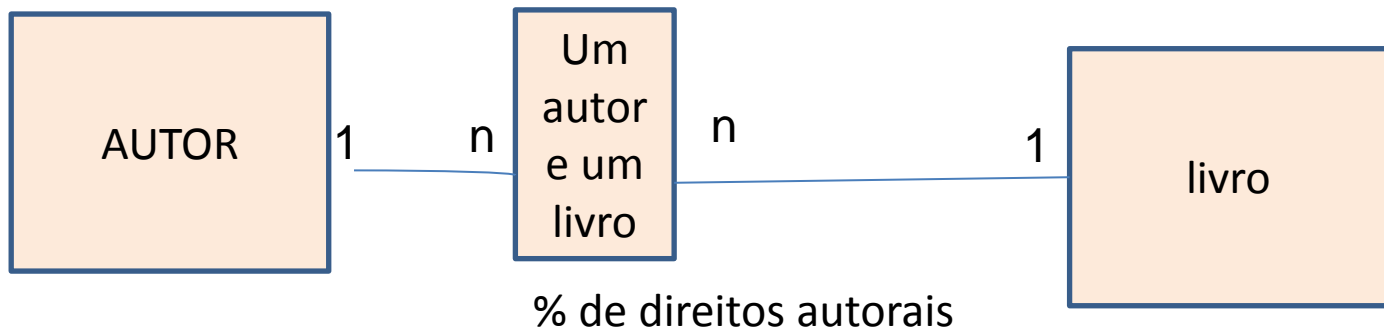 AUTOR
1
n
Um
autor
e um
livro
n
1
livro
% de direitos autorais